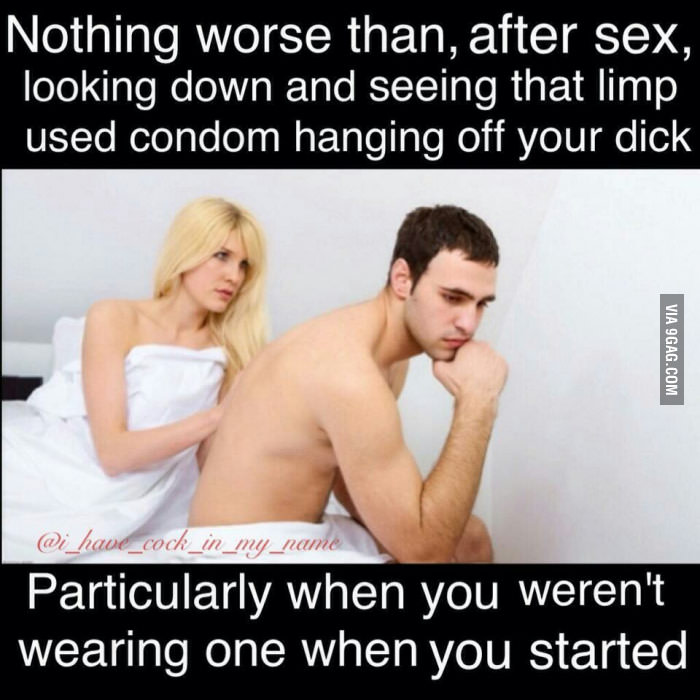 Nothing worse than, after sex,
looking down and seeing that limp
used condom hanging off your dick
VIA 9GAG.COM
@i_have_cock_in_my_name
Particularly when you weren't
wearing one when you started